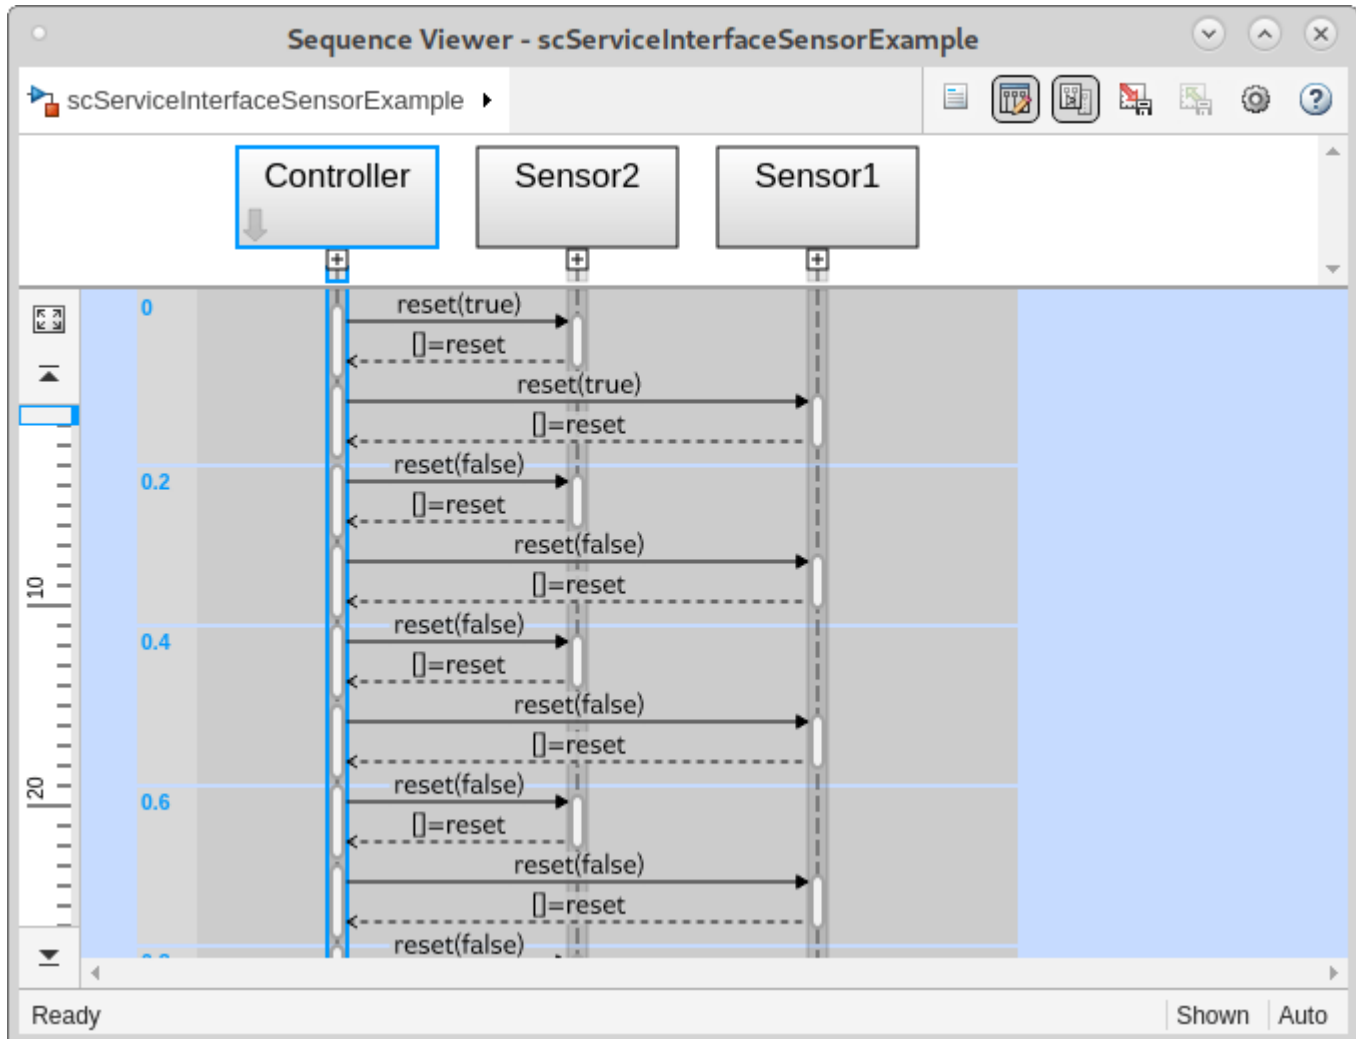 Sequence Viewer - scServiceInterfaceSensorExample
scServiceInterfaceSensorExample
Controller
Sensor2
Sensor1
0
reset(true)
[]=reset
reset(true)
[]=reset
0.2
reset(false)
[]=reset
reset(false)
[]=reset
0.4
reset(false)
[]=reset
reset(false)
[]=reset
0.6
reset(false)
[]=reset
reset(false)
[]=reset
reset(false)
10
20
Ready
Shown
Auto